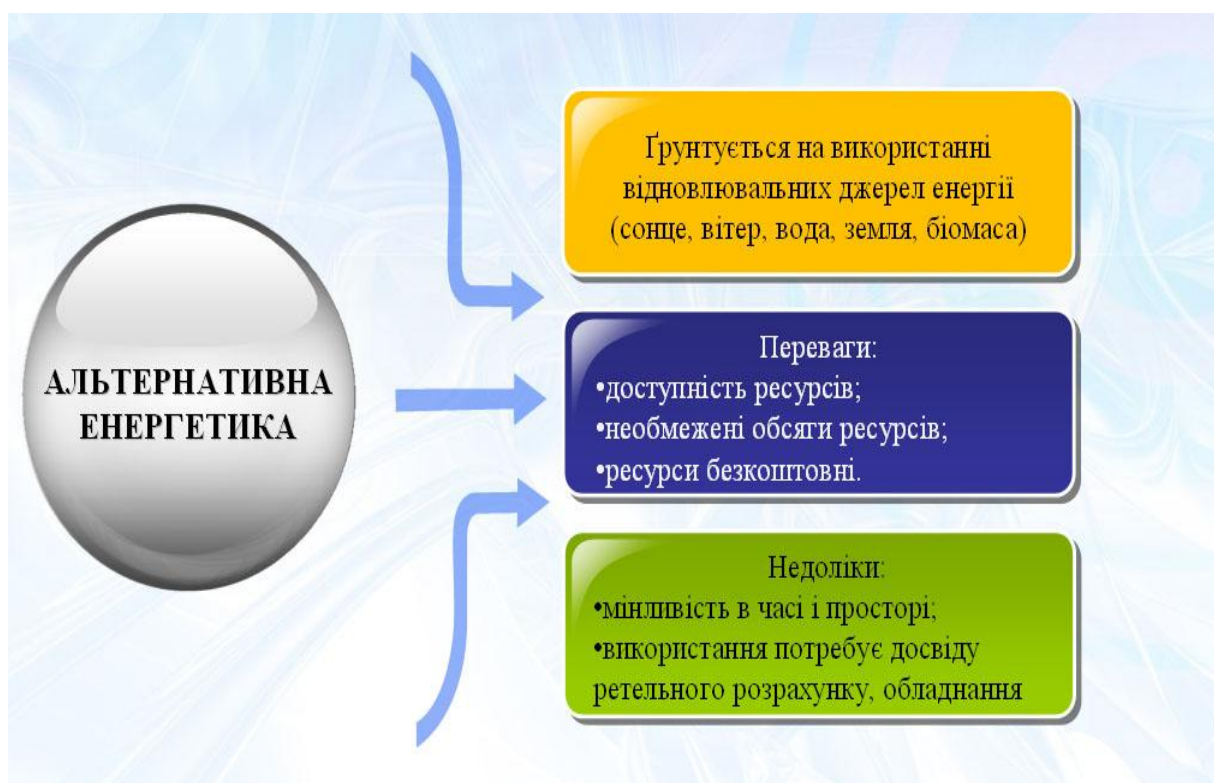 АЛЬТЕРНАТИВНА
ЕНЕРГЕТИКА
Ґрунтується на використанні
відновлювальних джерел енергії
(сонце, вітер, вода, земля, біомаса)
Переваги:
•доступність ресурсів;
•необмежені обсяги ресурсів;
•ресурси безкоштовні.
Недоліки:
•мінливість в часі і просторі;
•використання потребує досвіду
ретельного розрахунку, обладнання